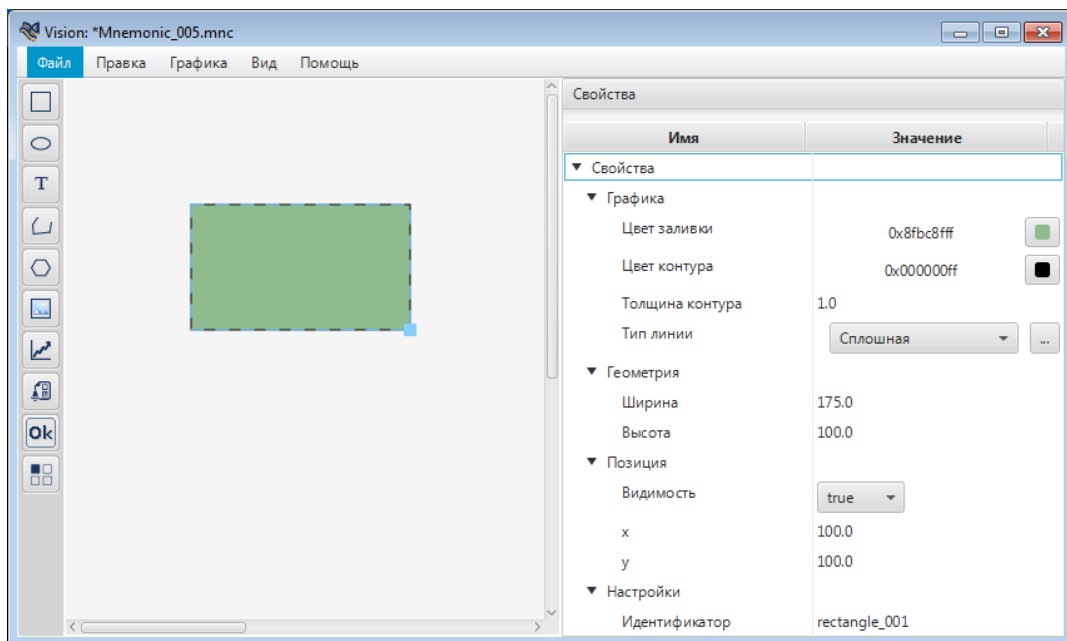 Vision: *Mnemonic_005.mnc
Файл Правка Графика Вид Помощь
Свойства
Имя Значение
Свойства
Графика
Цвет заливки 0x8fbc8fff
Цвет контура 0x000000ff
Толщина контура 1.0
Тип линии Сплошная ...
Геометрия
Ширина 175.0
Высота 100.0
Позиция
Видимость true
x 100.0
y 100.0
Настройки
Идентификатор rectangle_001
T
Ok